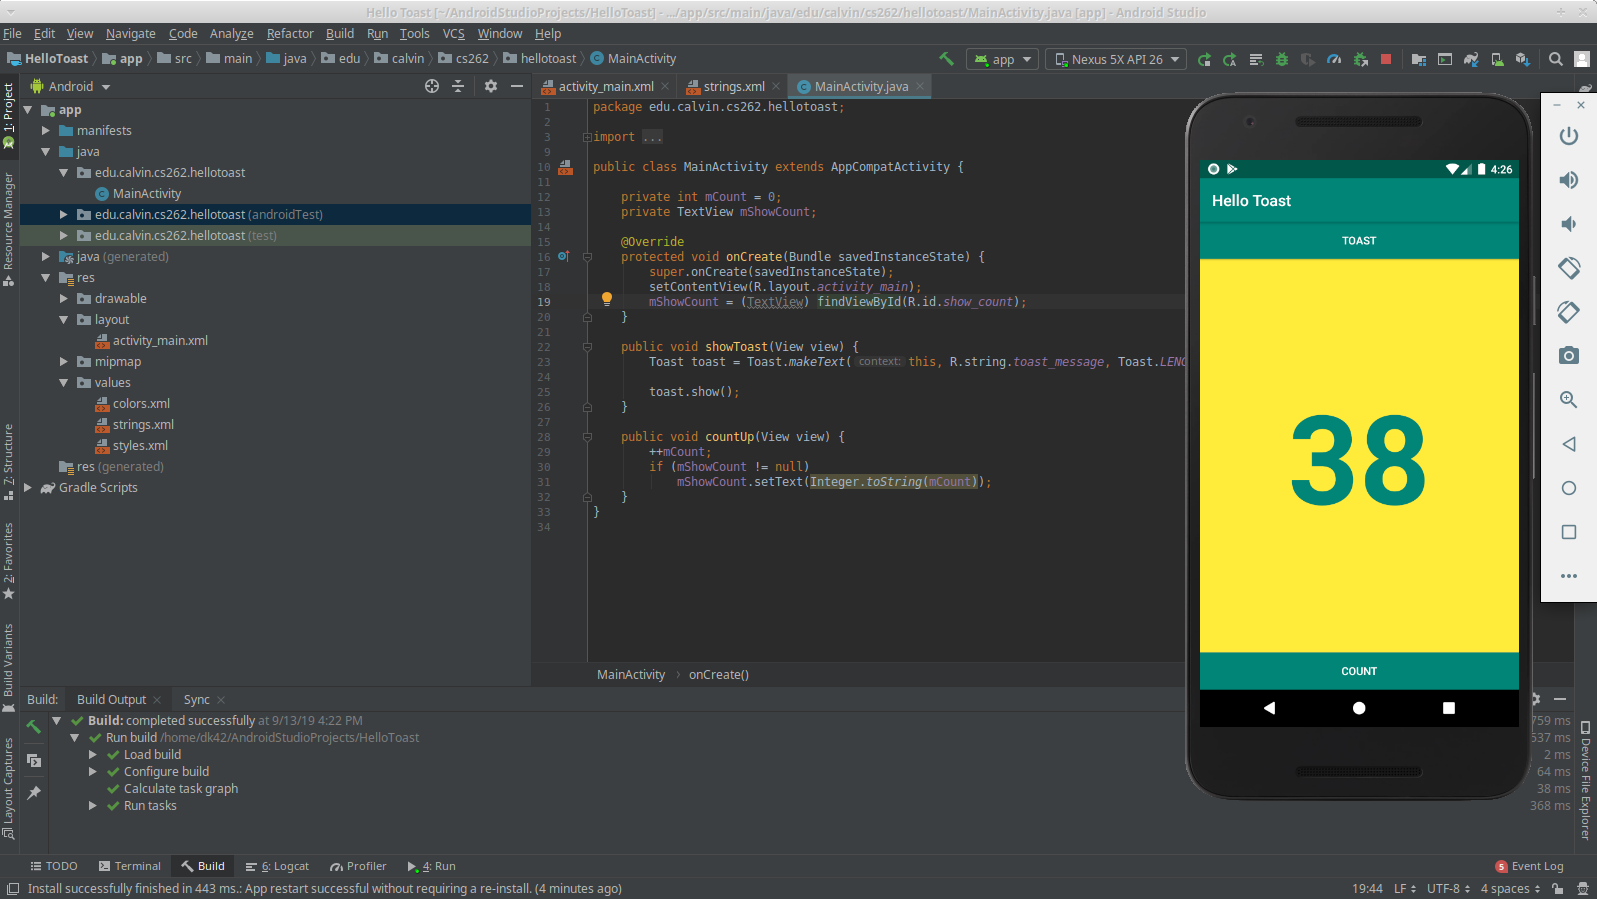 Hello Toast [~/AndroidStudioProjects/HelloToast] - .../app/src/main/java/edu/calvin/cs262/hellotoast/MainActivity.java [app] - Android Studio
File Edit View Navigate Code Analyze Refactor Build Run Tools VCS Window Help
HelloToast app src main java edu calvin cs262 hellotoast MainActivity
app Nexus 5X API 26
1: Project
Resource Manager
7: Structure
2: Favorites
Build Variants
Layout Captures
Android
app
manifests
java
edu.calvin.cs262.hellotoast
MainActivity
edu.calvin.cs262.hellotoast (androidTest)
edu.calvin.cs262.hellotoast (test)
java (generated)
res
drawable
layout
activity_main.xml
mipmap
values
colors.xml
strings.xml
styles.xml
res (generated)
Gradle Scripts
activity_main.xml strings.xml MainActivity.java
1 package edu.calvin.cs262.hellotoast;
2
3 import ...
9
10 public class MainActivity extends AppCompatActivity {
11
12 private int mCount = 0;
13 private TextView mShowCount;
14
15 @Override
16 protected void onCreate(Bundle savedInstanceState) {
17 super.onCreate(savedInstanceState);
18 setContentView(R.layout.activity_main);
19 mShowCount = (TextView) findViewById(R.id.show_count);
20 }
21
22 public void showToast(View view) {
23 Toast toast = Toast.makeText( context: this, R.string.toast_message, Toast.LENG
24
25 toast.show();
26 }
27
28 public void countUp(View view) {
29 ++mCount;
30 if (mShowCount != null)
31 mShowCount.setText(Integer.toString(mCount));
32 }
33 }
34
MainActivity › onCreate()
4:26
Hello Toast
TOAST
38
COUNT
Build: Build Output Sync
Build: completed successfully at 9/13/19 4:22 PM 759 ms
Run build /home/dk42/AndroidStudioProjects/HelloToast 537 ms
Load build 2 ms
Configure build 64 ms
Calculate task graph 38 ms
Run tasks 368 ms
Device File Explorer
TODO Terminal Build 6: Logcat Profiler 4: Run 5 Event Log
Install successfully finished in 443 ms.: App restart successful without requiring a re-install. (4 minutes ago) 19:44 LF UTF-8 4 spaces